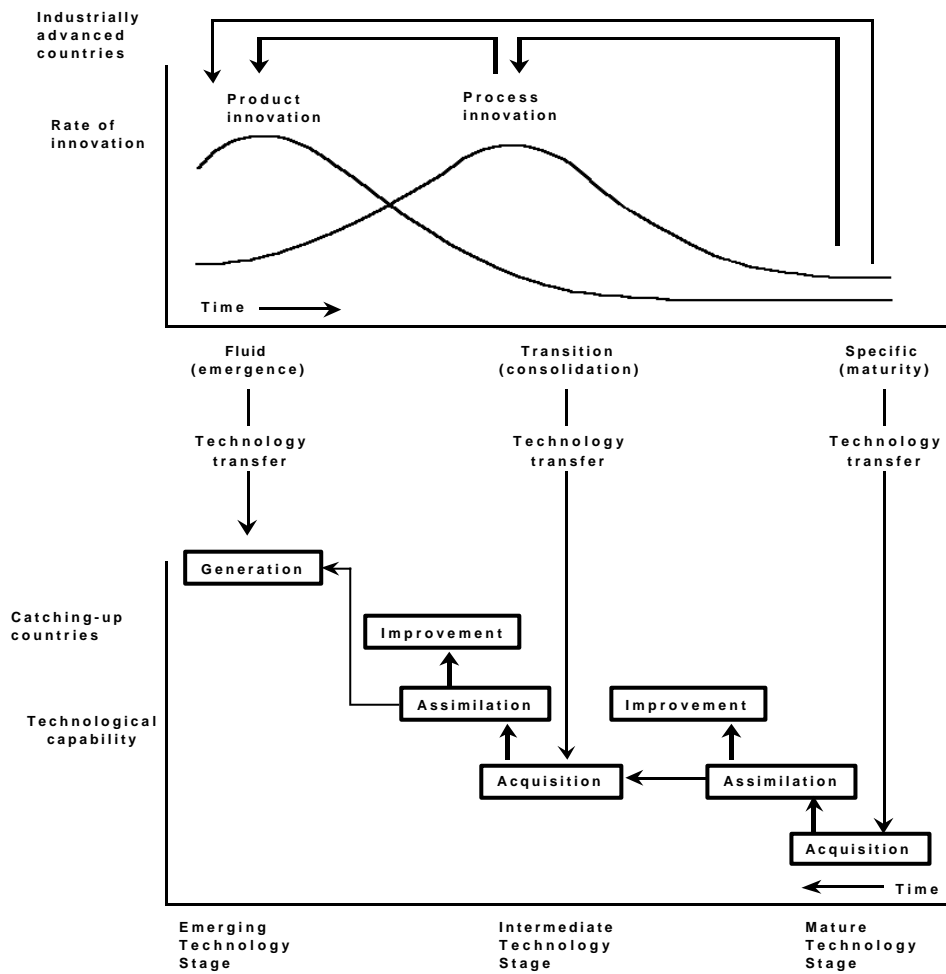 Industrially
advanced
countries
Product
innovation
Process
innovation
Rate of
innovation
Time
Fluid
(emergence)
Transition
(consolidation)
Specific
(maturity)
Technology
transfer
Technology
transfer
Technology
transfer
Generation
Catching-up
countries
Improvement
Assimilation
Improvement
Technological
capability
Acquisition
Assimilation
Acquisition
Time
Emerging
Technology
Stage
Intermediate
Technology
Stage
Mature
Technology
Stage